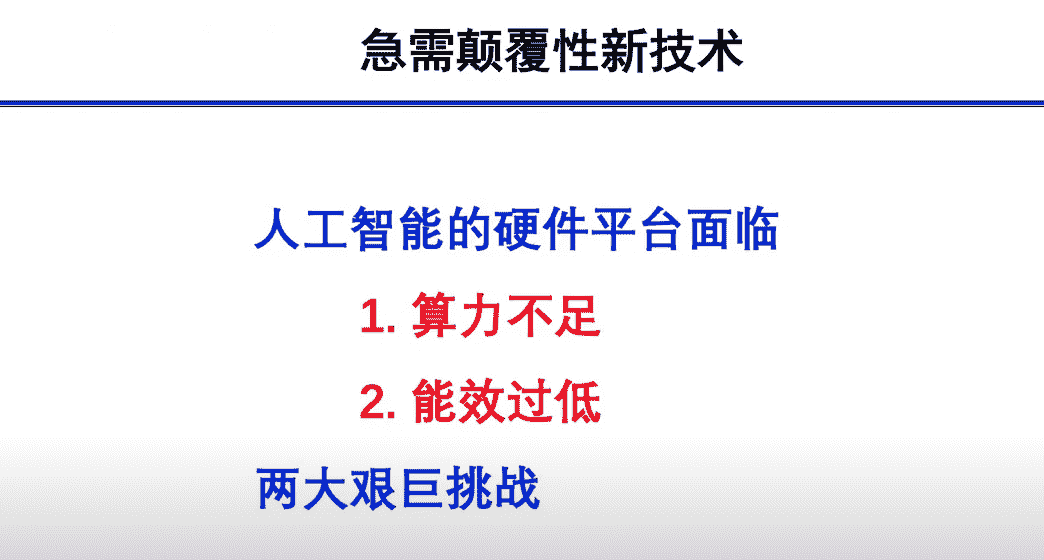 急需颠覆性新技术
人工智能的硬件平台面临
1. 算力不足
2. 能效过低
两大艰巨挑战